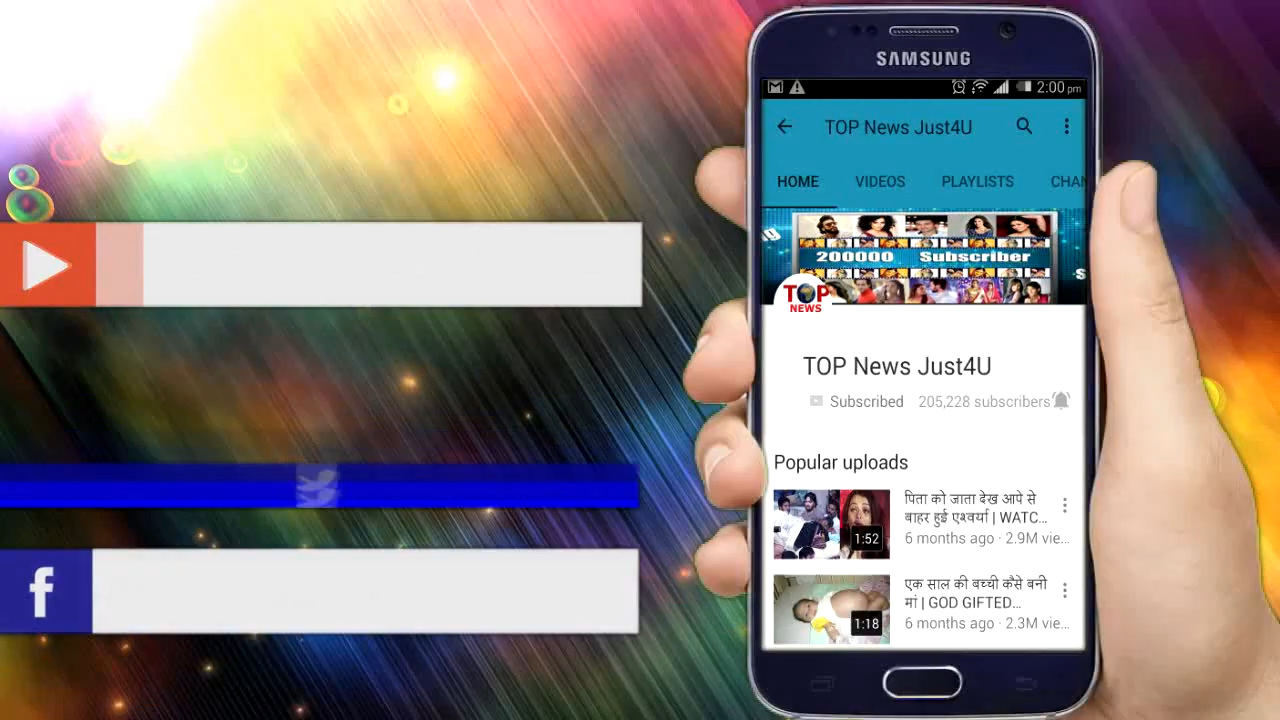 SAMSUNG
2:00 pm
TOP News Just4U
HOME VIDEOS PLAYLISTS CHAN
200000 Subscriber
TOP
NEWS
TOP News Just4U
Subscribed 205,228 subscribers
Popular uploads
पिता को जाता देख आपे से
बाहर हुई एश्वर्या | WATC...
1:52
6 months ago · 2.9M vie...
एक साल की बच्ची कैसे बनी
मां | GOD GIFTED...
1:18
6 months ago · 2.3M vie...
f